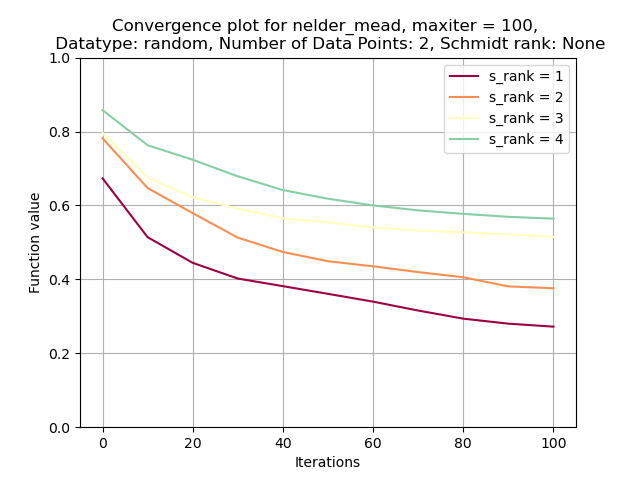 Convergence plot for nelder_mead, maxiter = 100,
Datatype: random, Number of Data Points: 2, Schmidt rank: None
1.0
0.8
0.6
0.4
0.2
0.0
Function value
s_rank = 1
s_rank = 2
s_rank = 3
s_rank = 4
0 20 40 60 80 100
Iterations